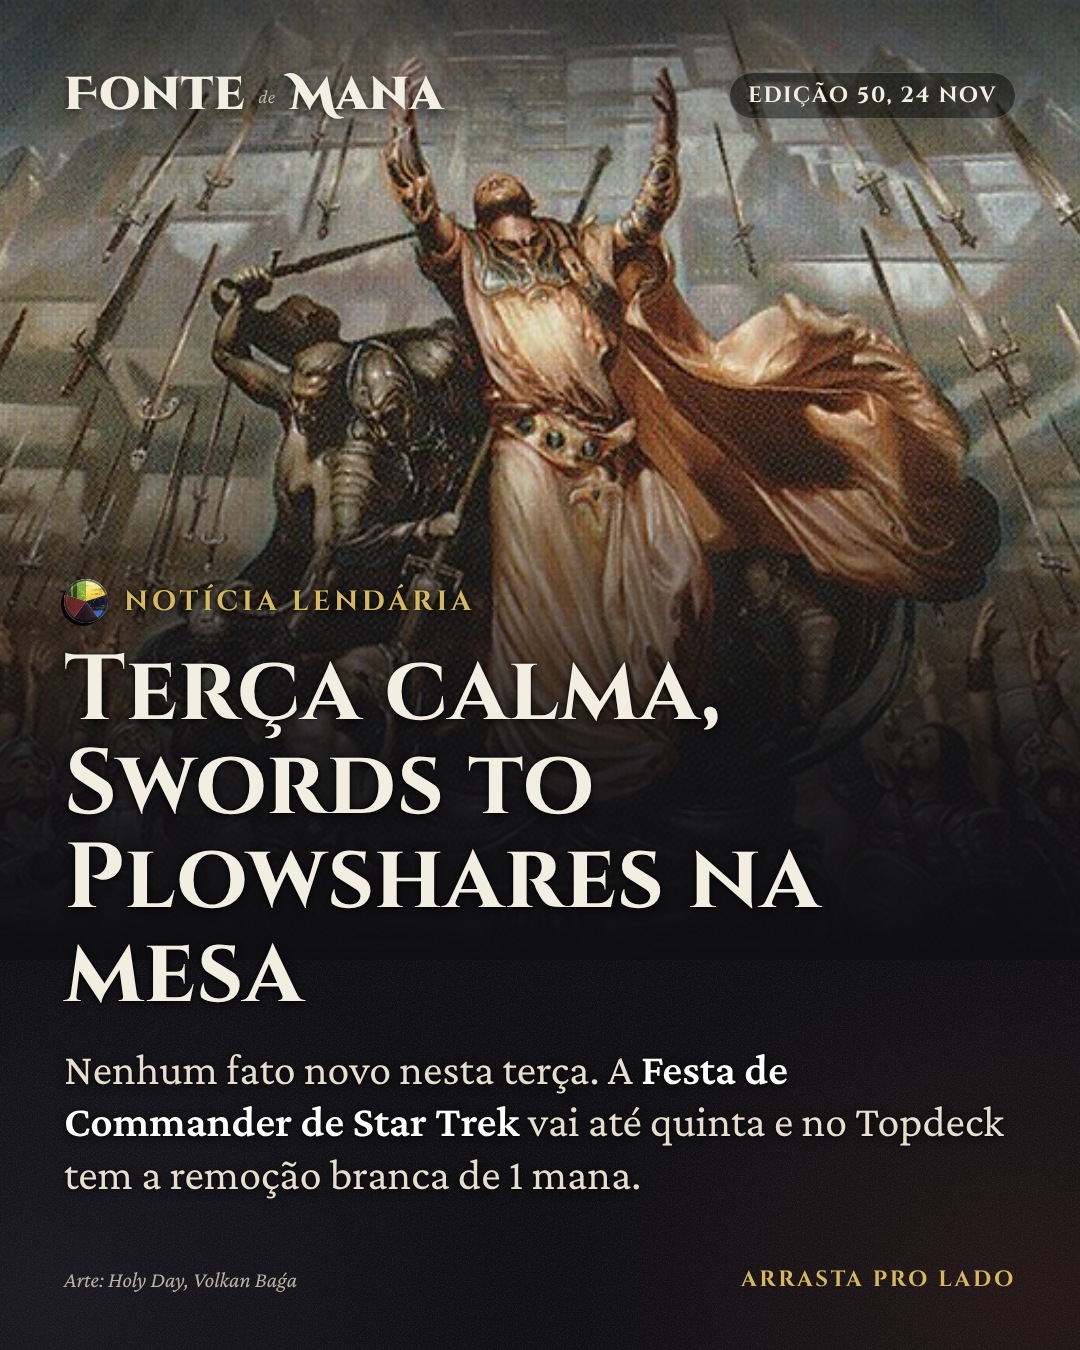 Fonte de Mana
EDIÇÃO 50, 24 NOV
NOTÍCIA LENDÁRIA
Terça calma,
Swords to
Plowshares na
mesa
Nenhum fato novo nesta terça. A Festa de
Commander de Star Trek vai até quinta e no Topdeck
tem a remoção branca de 1 mana.
Arte: Holy Day, Volkan Baǵa
ARRASTA PRO LADO